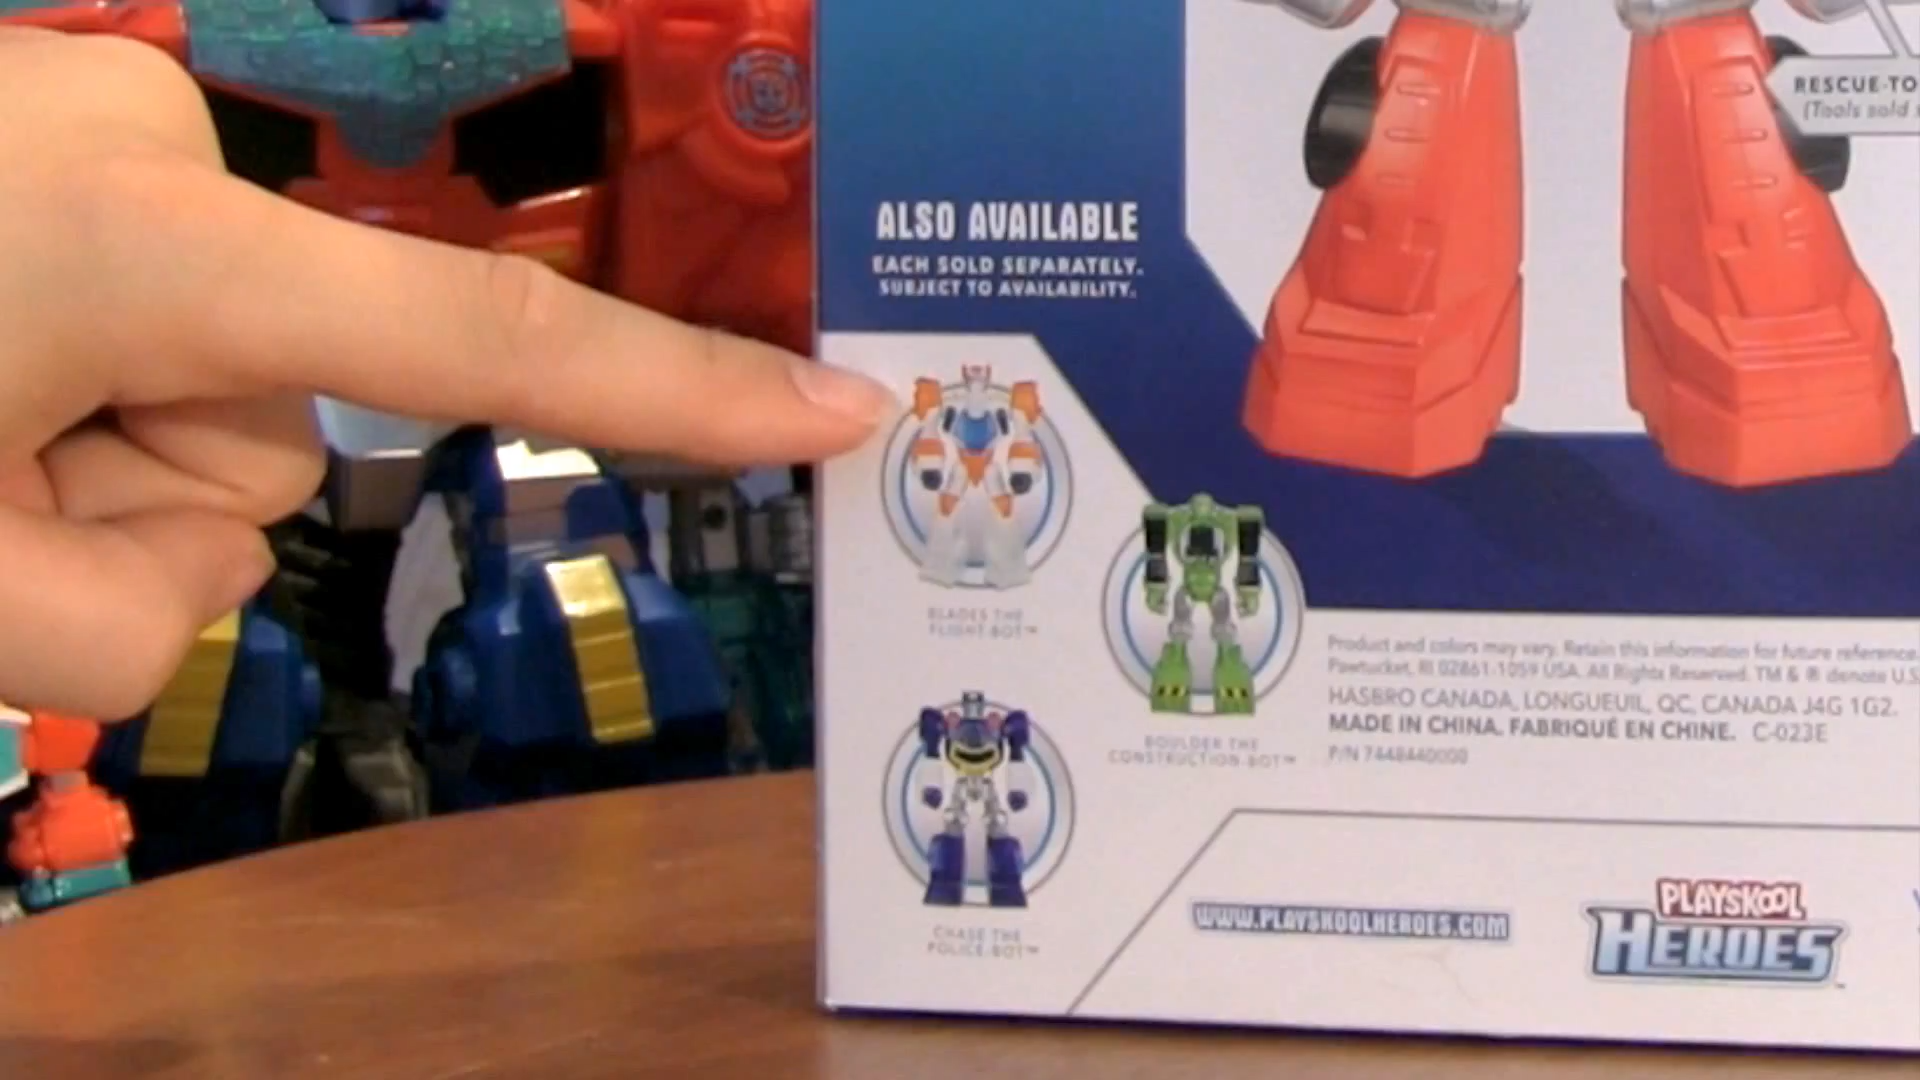 RESCUE-TO
(Tools sold
ALSO AVAILABLE
EACH SOLD SEPARATELY.
SUBJECT TO AVAILABILITY.
BLADES THE
FLIGHT-BOT™
BOULDER THE
CONSTRUCTION-BOT™
CHASE THE
POLICE-BOT™
Product and colors may vary. Retain this information for future reference.
Pawtucket, RI 02861-1059 USA. All Rights Reserved. TM & ® denote U.S.
HASBRO CANADA, LONGUEUIL, QC, CANADA J4G 1G2.
MADE IN CHINA. FABRIQUÉ EN CHINE. C-023E
P/N 7448440000
WWW.PLAYSKOOLHEROES.COM
PLAYSKOOL
HEROES